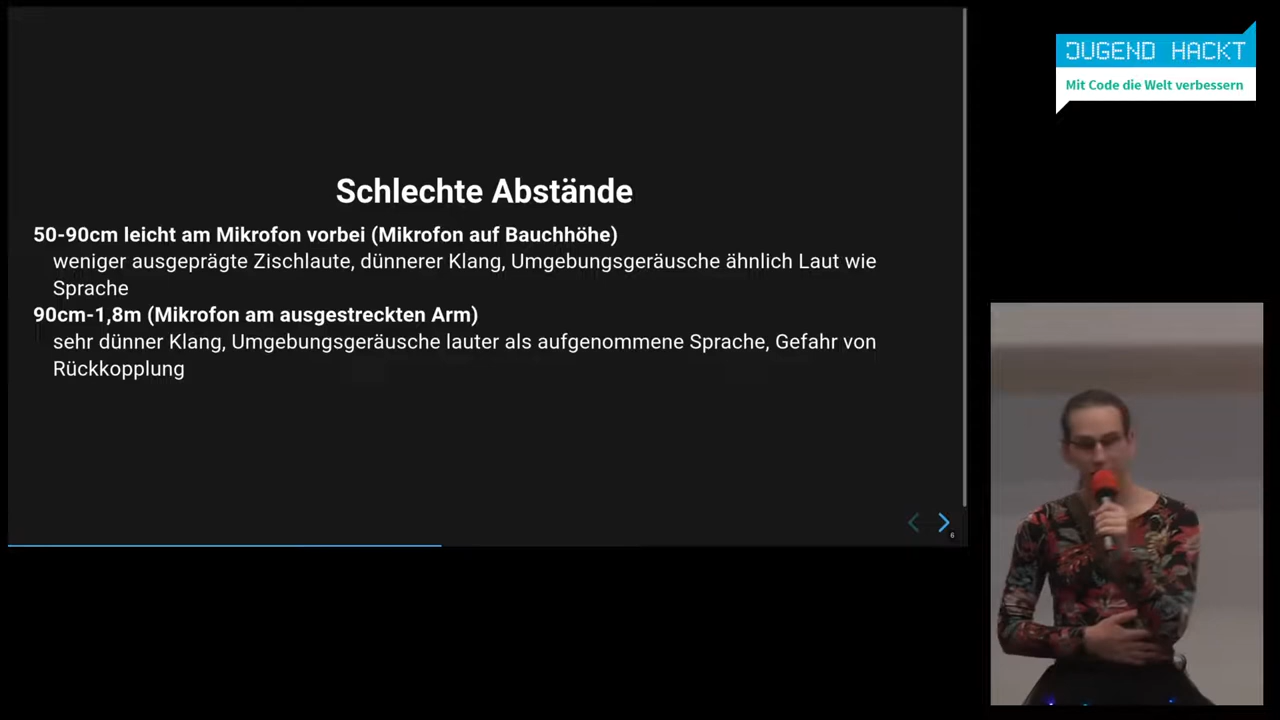 JUGEND HACKT
Mit Code die Welt verbessern
Schlechte Abstände
50-90cm leicht am Mikrofon vorbei (Mikrofon auf Bauchhöhe)
weniger ausgeprägte Zischlaute, dünnerer Klang, Umgebungsgeräusche ähnlich Laut wie
Sprache
90cm-1,8m (Mikrofon am ausgestreckten Arm)
sehr dünner Klang, Umgebungsgeräusche lauter als aufgenommene Sprache, Gefahr von
Rückkopplung
6